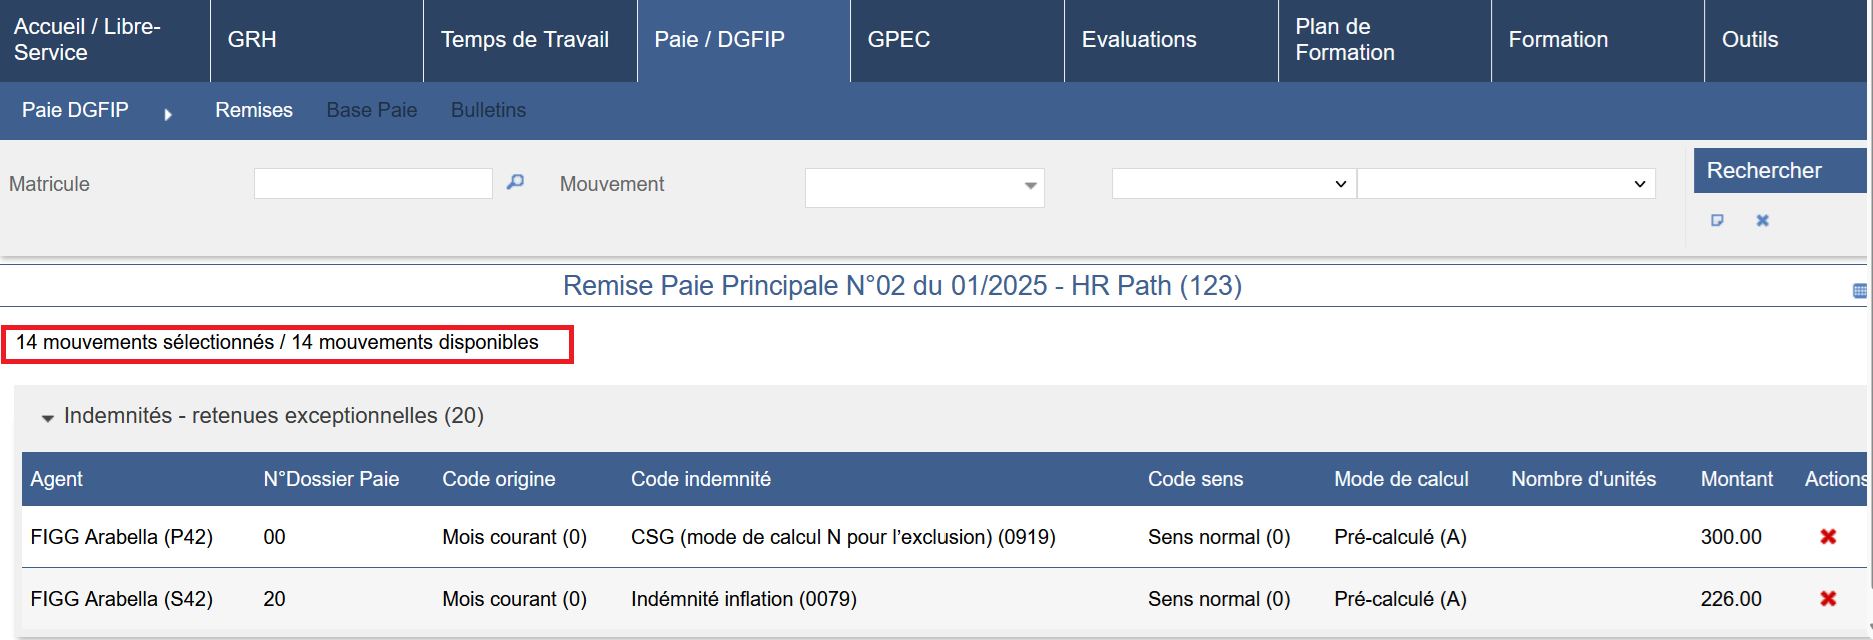 Accueil / Libre-
Service
GRH
Temps de Travail
Paie / DGFIP
GPEC
Evaluations
Plan de
Formation
Formation
Outils
Paie DGFIP
Remises
Base Paie
Bulletins
Matricule
Mouvement
Rechercher
Remise Paie Principale N°02 du 01/2025 - HR Path (123)
14 mouvements sélectionnés / 14 mouvements disponibles
Indemnités - retenues exceptionnelles (20)
Agent N°Dossier Paie Code origine Code indemnité Code sens Mode de calcul Nombre d'unités Montant Actions
FIGG Arabella (P42) 00 Mois courant (0) CSG (mode de calcul N pour l’exclusion) (0919) Sens normal (0) Pré-calculé (A) 300.00
FIGG Arabella (S42) 20 Mois courant (0) Indémnité inflation (0079) Sens normal (0) Pré-calculé (A) 226.00